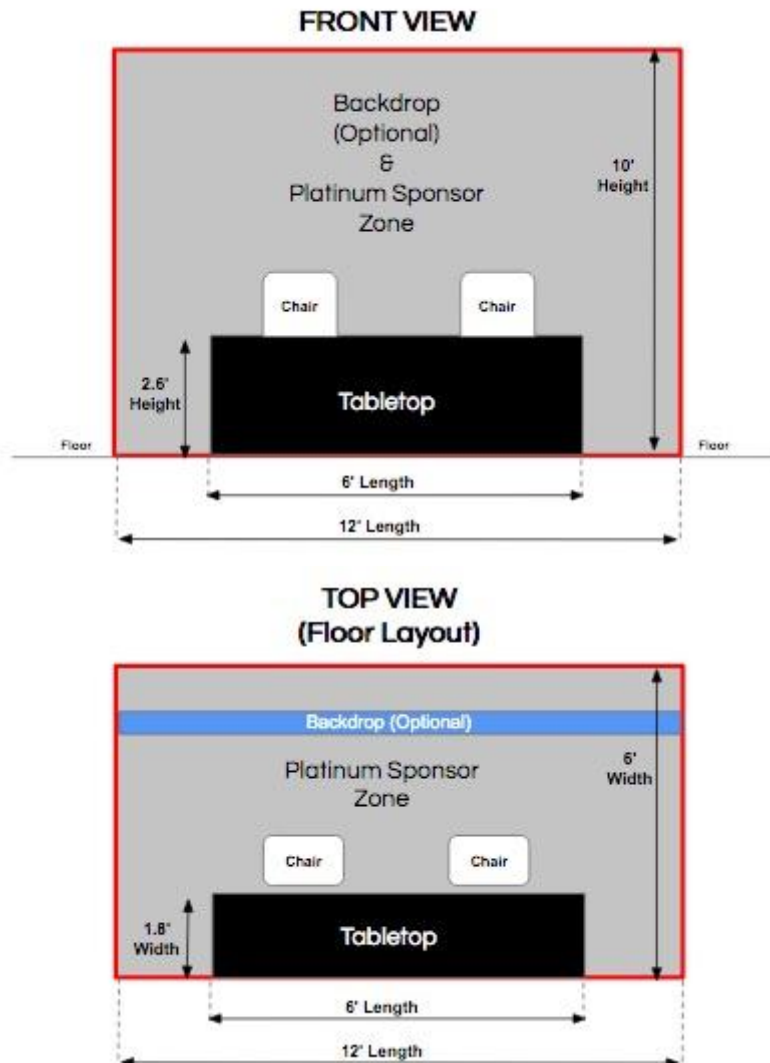 FRONT VIEW
Backdrop
(Optional)
&
Platinum Sponsor
Zone
10'
Height
Chair
Chair
2.6'
Height
Tabletop
Floor
Floor
6' Length
12' Length
TOP VIEW
(Floor Layout)
Backdrop (Optional)
Platinum Sponsor
Zone
6'
Width
Chair
Chair
1.8'
Width
Tabletop
6' Length
12' Length